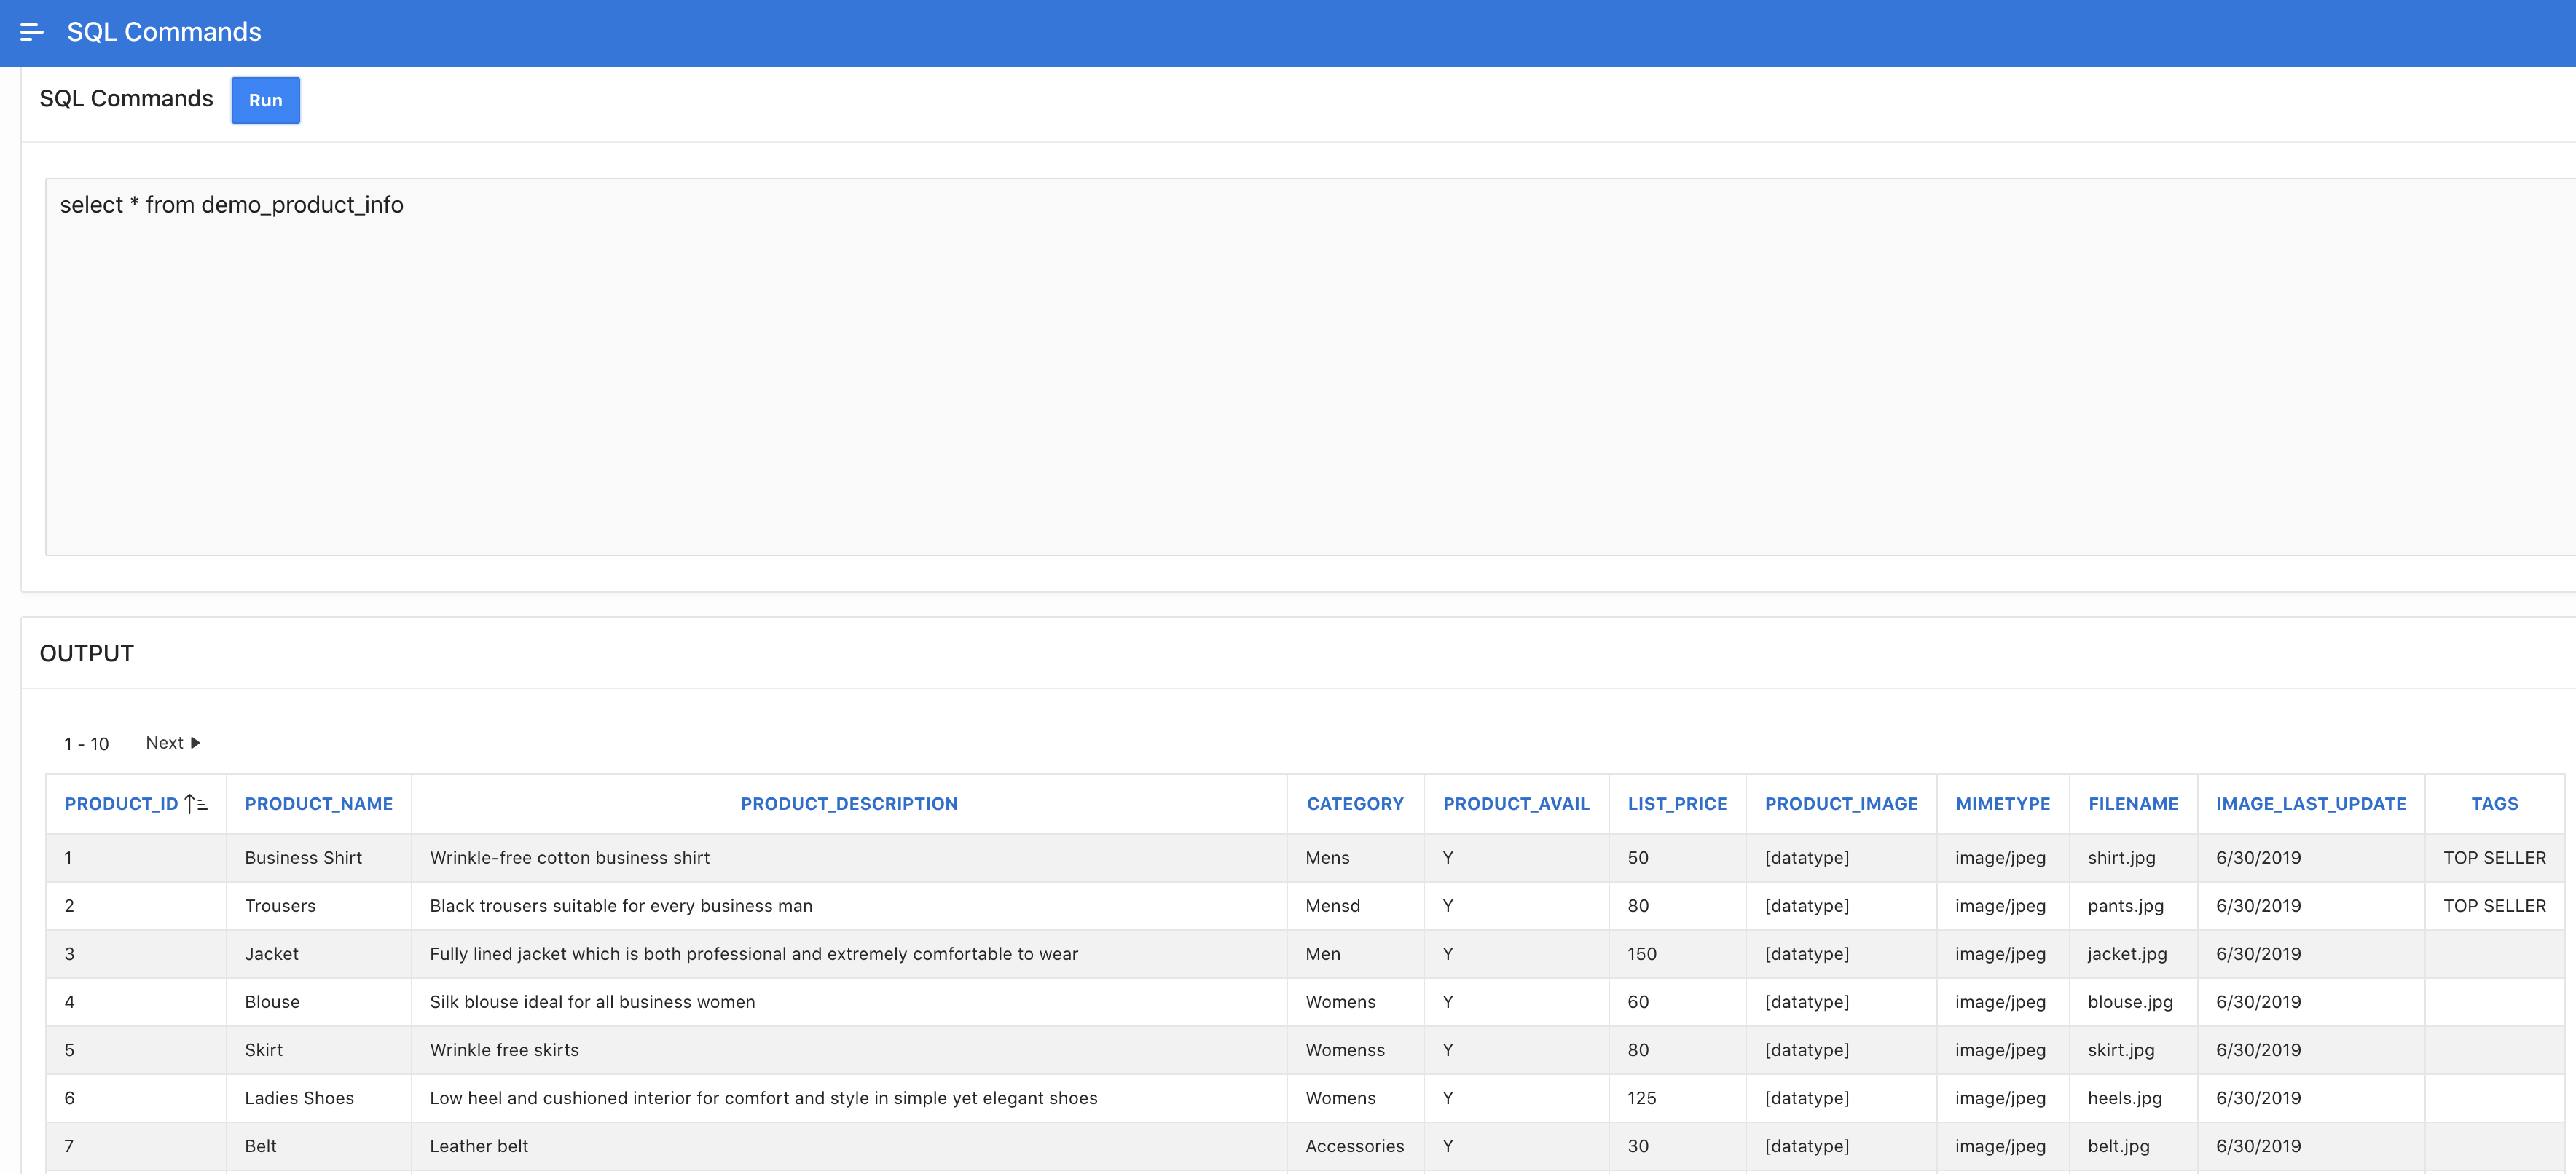 SQL Commands
SQL Commands Run
select * from demo_product_info
OUTPUT
1 - 10 Next
PRODUCT_ID PRODUCT_NAME PRODUCT_DESCRIPTION CATEGORY PRODUCT_AVAIL LIST_PRICE PRODUCT_IMAGE MIMETYPE FILENAME IMAGE_LAST_UPDATE TAGS
1 Business Shirt Wrinkle-free cotton business shirt Mens Y 50 [datatype] image/jpeg shirt.jpg 6/30/2019 TOP SELLER
2 Trousers Black trousers suitable for every business man Mensd Y 80 [datatype] image/jpeg pants.jpg 6/30/2019 TOP SELLER
3 Jacket Fully lined jacket which is both professional and extremely comfortable to wear Men Y 150 [datatype] image/jpeg jacket.jpg 6/30/2019
4 Blouse Silk blouse ideal for all business women Womens Y 60 [datatype] image/jpeg blouse.jpg 6/30/2019
5 Skirt Wrinkle free skirts Womenss Y 80 [datatype] image/jpeg skirt.jpg 6/30/2019
6 Ladies Shoes Low heel and cushioned interior for comfort and style in simple yet elegant shoes Womens Y 125 [datatype] image/jpeg heels.jpg 6/30/2019
7 Belt Leather belt Accessories Y 30 [datatype] image/jpeg belt.jpg 6/30/2019